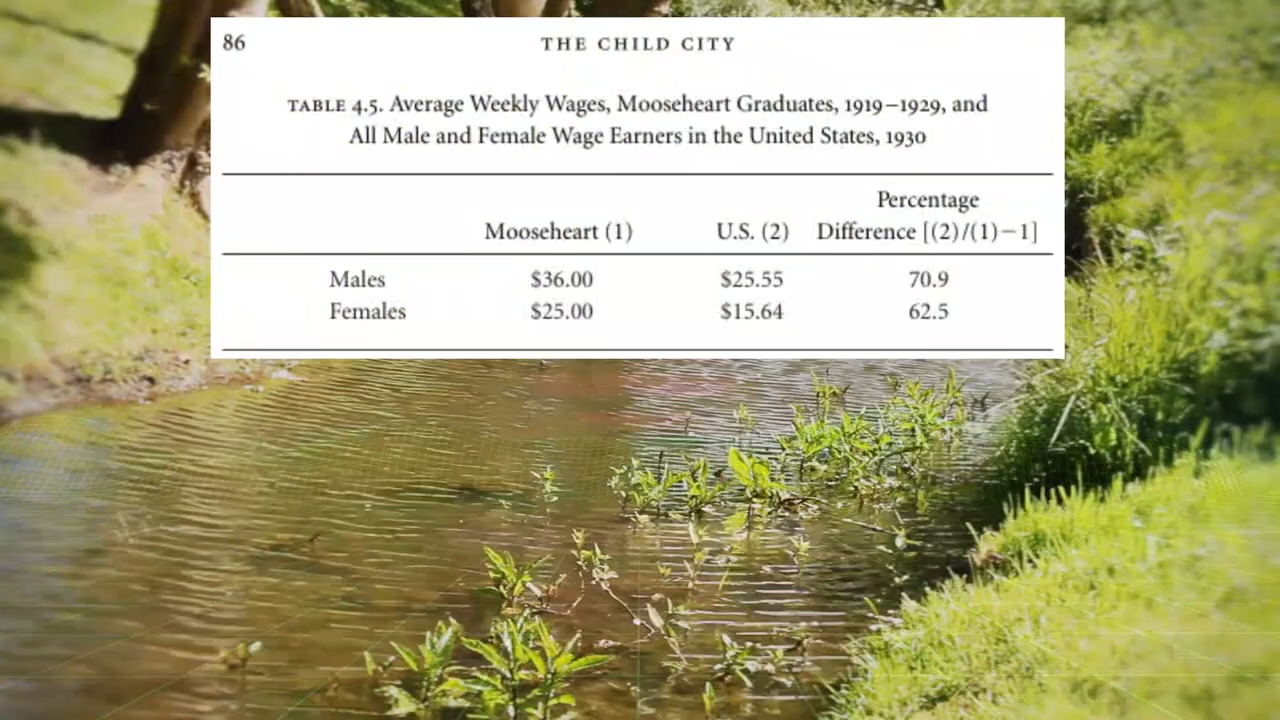 86
THE CHILD CITY
TABLE 4.5. Average Weekly Wages, Mooseheart Graduates, 1919–1929, and
All Male and Female Wage Earners in the United States, 1930
Percentage
Mooseheart (1) U.S. (2) Difference [(2)/(1)−1]
Males $36.00 $25.55 70.9
Females $25.00 $15.64 62.5